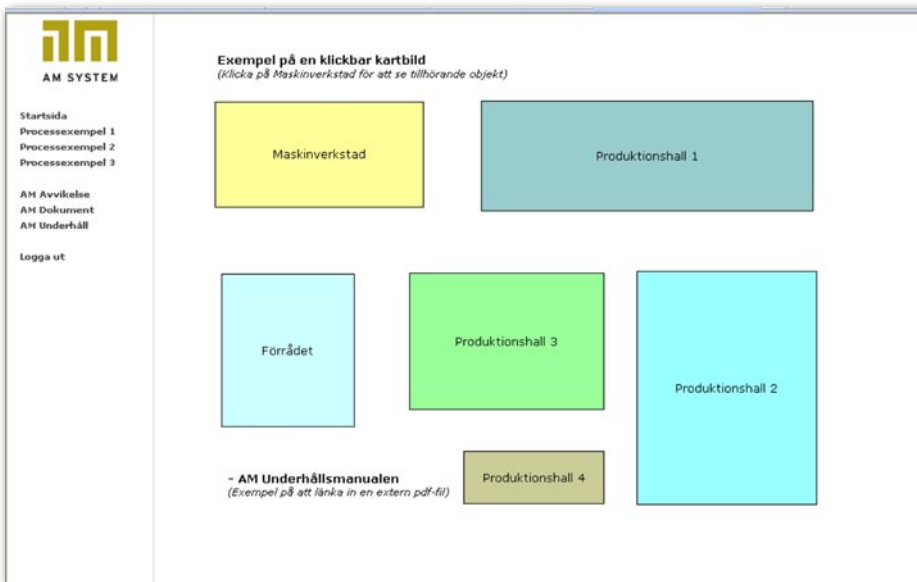 AM SYSTEM
Startsida
Processexempel 1
Processexempel 2
Processexempel 3
AM Avvikelse
AM Dokument
AM Underhåll
Logga ut
Exempel på en klickbar kartbild
(Klicka på Maskinverkstad för att se tillhörande objekt)
Maskinverkstad
Produktionshall 1
Förrådet
Produktionshall 3
Produktionshall 2
- AM Underhållsmanualen
(Exempel på att länka in en extern pdf-fil)
Produktionshall 4